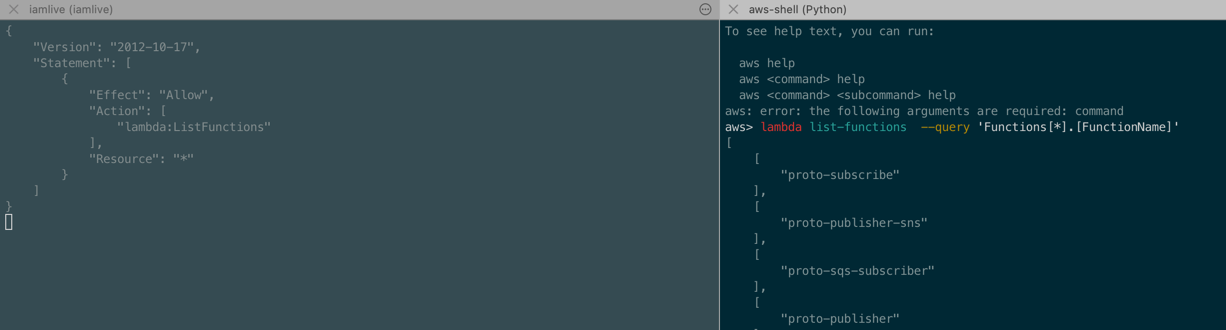 iamlive (iamlive)
{
    "Version": "2012-10-17",
    "Statement": [
        {
            "Effect": "Allow",
            "Action": [
                "lambda:ListFunctions"
            ],
            "Resource": "*"
        }
    ]
}
aws-shell (Python)
To see help text, you can run:
  aws help
  aws <command> help
  aws <command> <subcommand> help
aws: error: the following arguments are required: command
aws> lambda list-functions  --query 'Functions[*].[FunctionName]'
[
    [
        "proto-subscribe"
    ],
    [
        "proto-publisher-sns"
    ],
    [
        "proto-sqs-subscriber"
    ],
    [
        "proto-publisher"